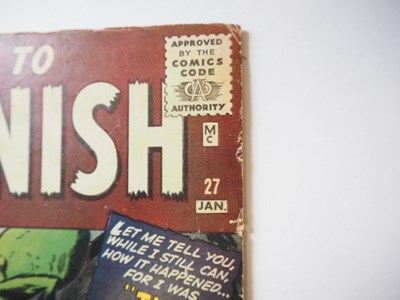 TO
NISH
APPROVED
BY THE
COMICS
CODE
CA
AUTHORITY
MC
27
JAN.
LET ME TELL YOU,
WHILE I STILL CAN,
HOW IT HAPPENED...
FOR I WAS